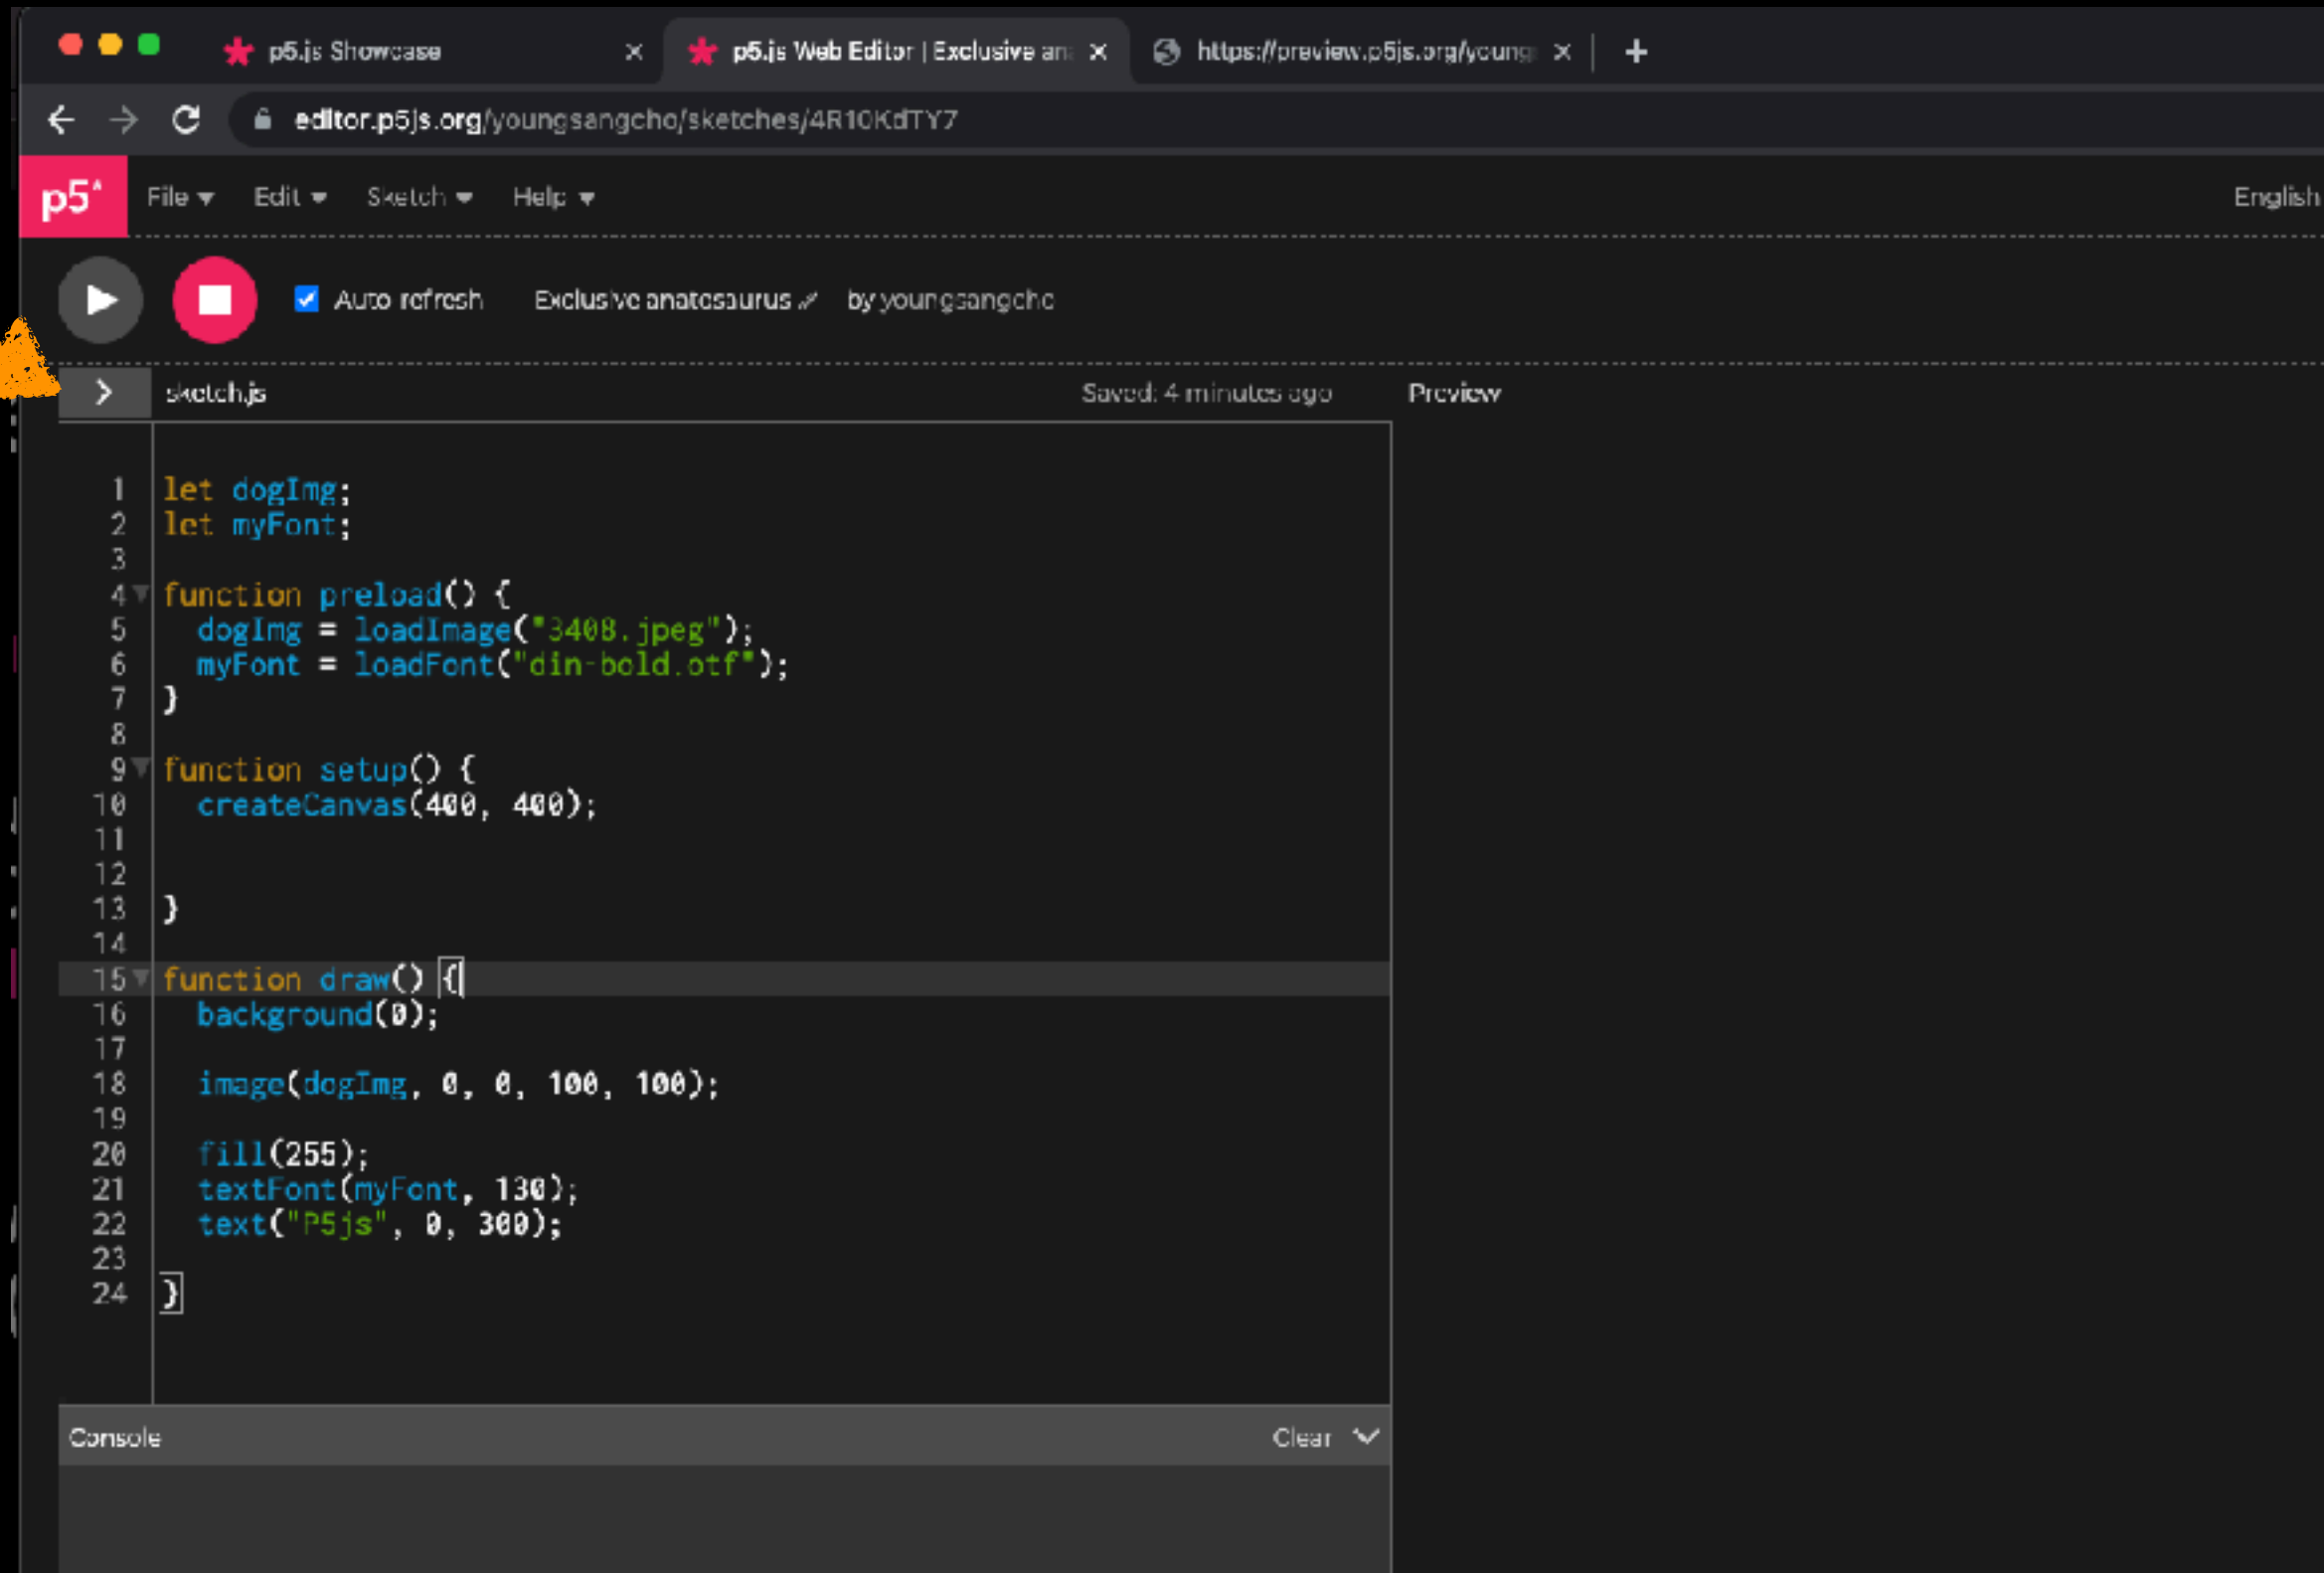 p5.js Showcase
p5.js Web Editor | Exclusive an
https://preview.p5js.org/young
editor.p5js.org/youngsangcho/sketches/4R10KdTY7
p5* File Edit Sketch Help English
Auto-refresh Exclusive anatosaurus by youngsangcho
sketch.js Saved: 4 minutes ago Preview
1 let dogImg;
2 let myFont;
3
4 function preload() {
5 dogImg = loadImage("3408.jpeg");
6 myFont = loadFont("din-bold.otf");
7 }
8
9 function setup() {
10 createCanvas(400, 400);
11
12
13 }
14
15 function draw() {
16 background(0);
17
18 image(dogImg, 0, 0, 100, 100);
19
20 fill(255);
21 textFont(myFont, 130);
22 text("P5js", 0, 300);
23
24 }
Console Clear